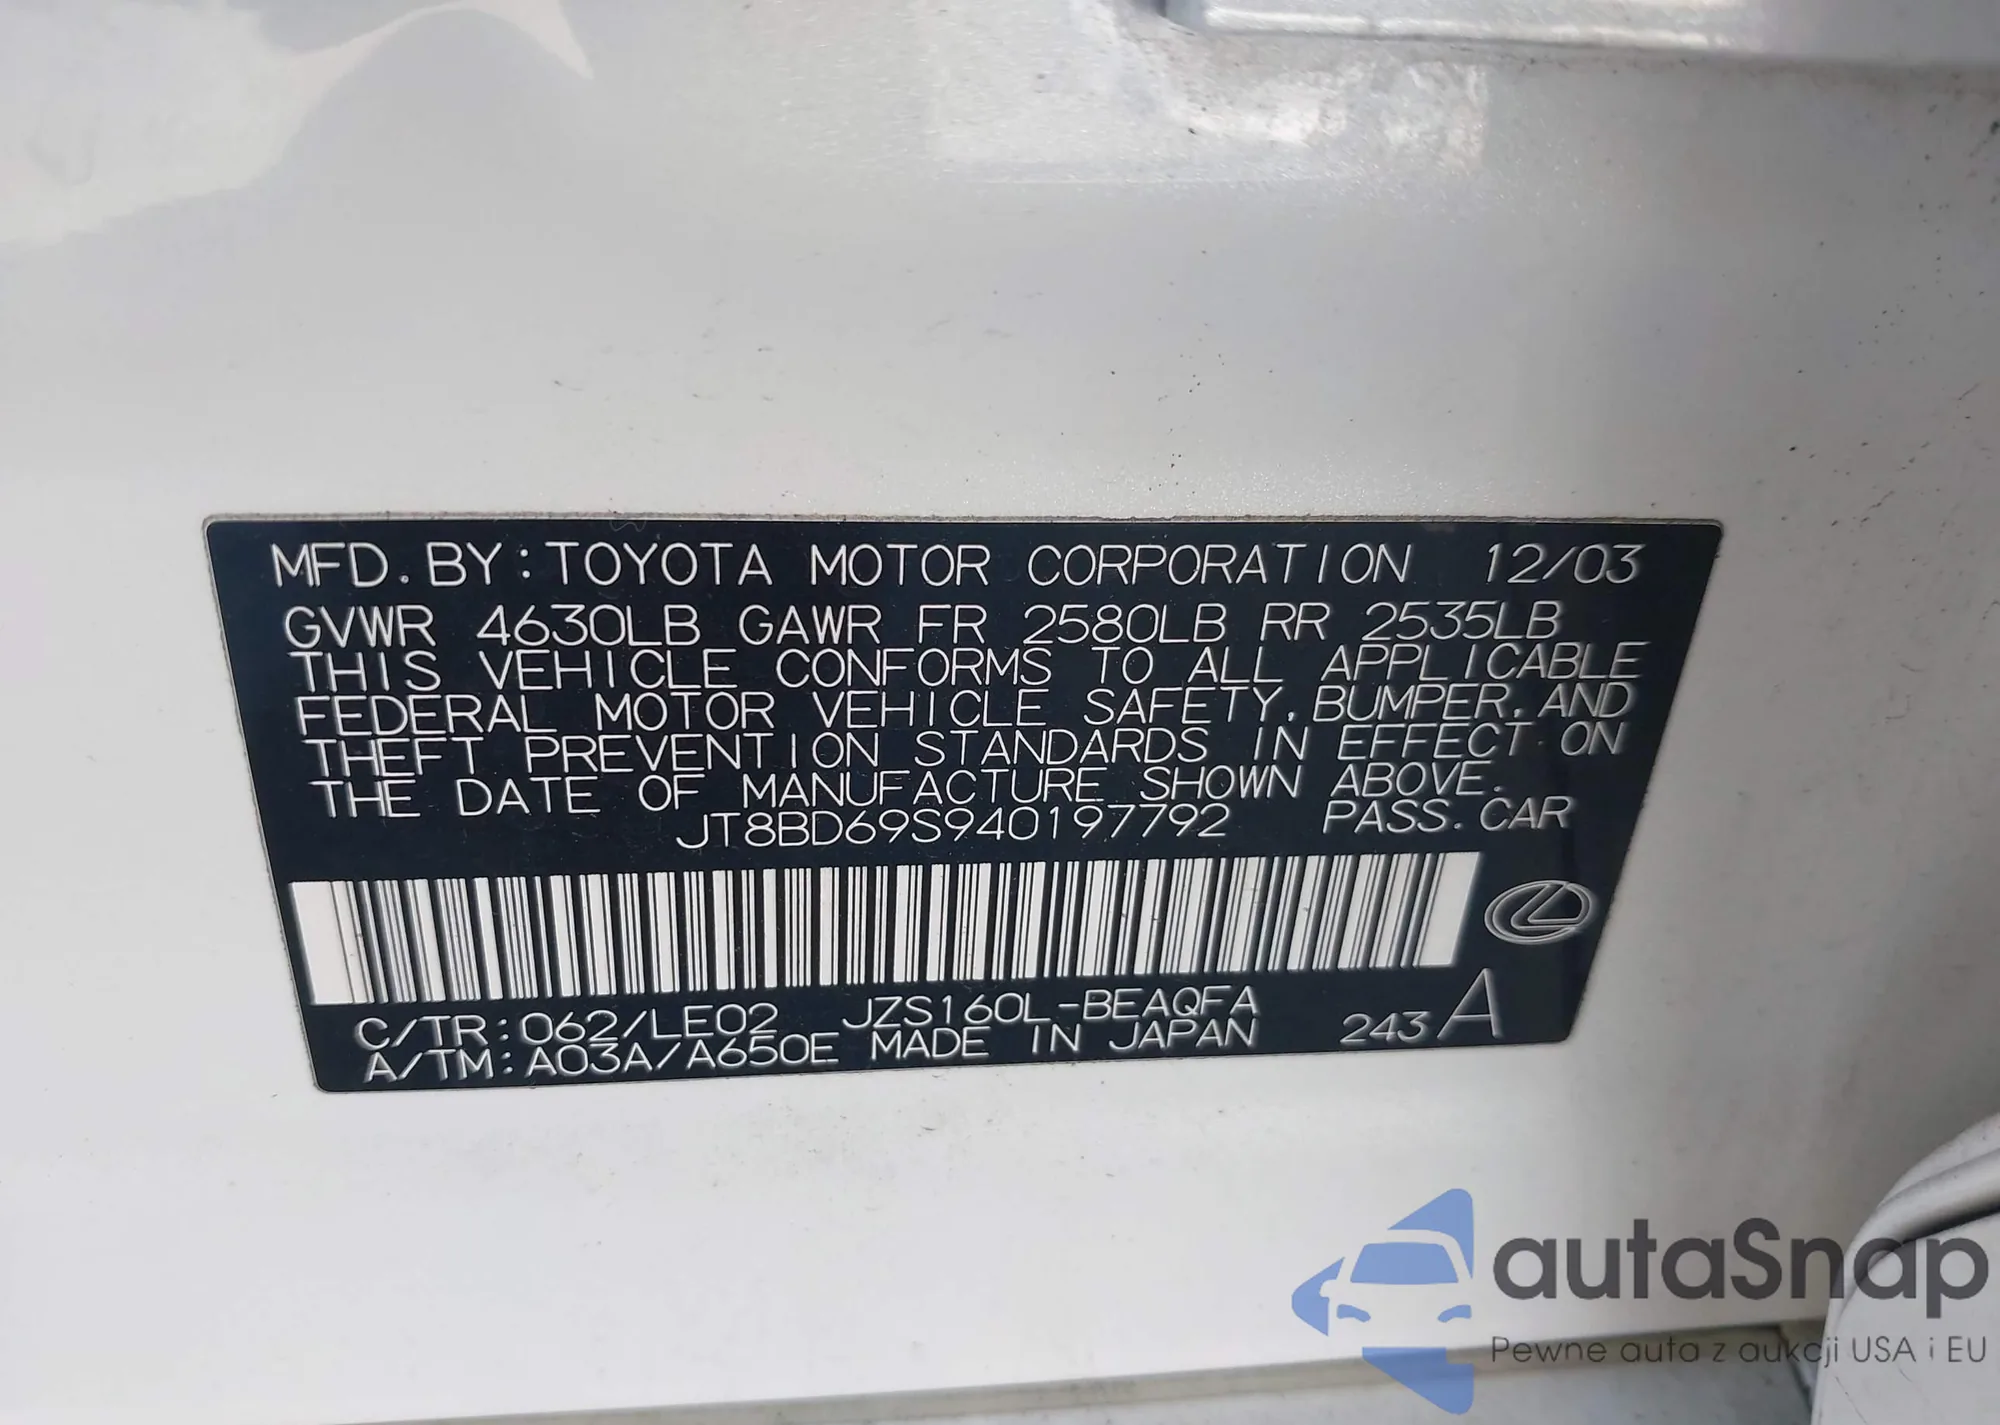 MFD. BY: TOYOTA MOTOR CORPORATION 12/03
GVWR 4630LB GAWR FR 2580LB RR 2535LB
THIS VEHICLE CONFORMS TO ALL APPLICABLE
FEDERAL MOTOR VEHICLE SAFETY, BUMPER, AND
THEFT PREVENTION STANDARDS IN EFFECT ON
THE DATE OF MANUFACTURE SHOWN ABOVE.
JT8BD69S940197792 PASS. CAR
C/TR: 062/LE02 JZS160L-BEAQFA
A/TM: A03A/A650E MADE IN JAPAN 243 A
autaSnap
Pewne auta z aukcji USA i EU